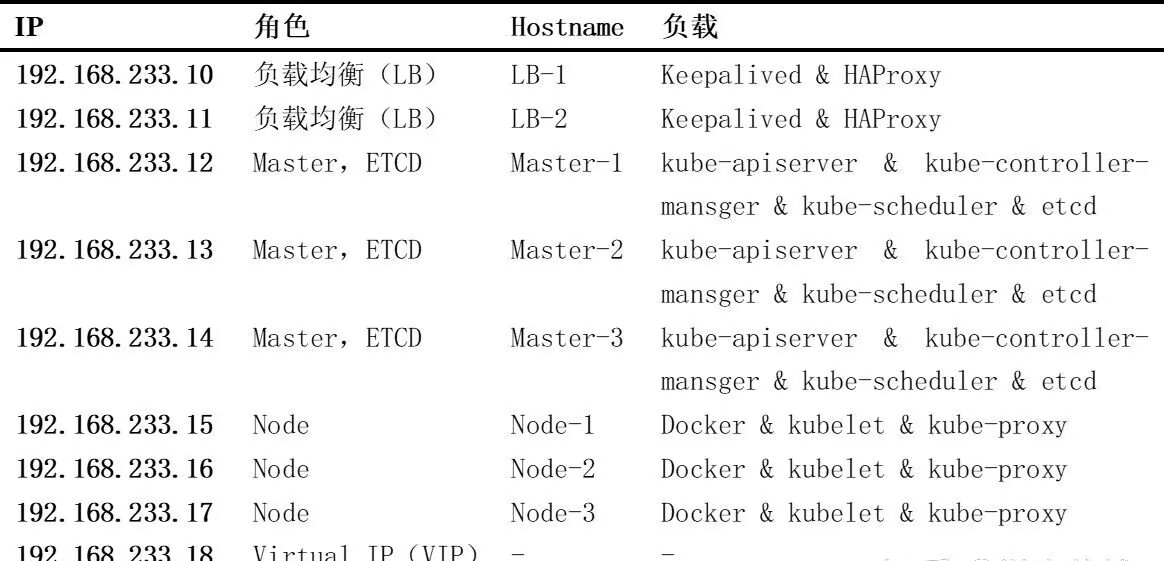 IP 角色 Hostname 负载
192.168.233.10 负载均衡（LB） LB-1 Keepalived & HAProxy
192.168.233.11 负载均衡（LB） LB-2 Keepalived & HAProxy
192.168.233.12 Master，ETCD Master-1 kube-apiserver & kube-controller-
mansger & kube-scheduler & etcd
192.168.233.13 Master，ETCD Master-2 kube-apiserver & kube-controller-
mansger & kube-scheduler & etcd
192.168.233.14 Master，ETCD Master-3 kube-apiserver & kube-controller-
mansger & kube-scheduler & etcd
192.168.233.15 Node Node-1 Docker & kubelet & kube-proxy
192.168.233.16 Node Node-2 Docker & kubelet & kube-proxy
192.168.233.17 Node Node-3 Docker & kubelet & kube-proxy
192.168.233.18 Virtual IP（VIP） - -